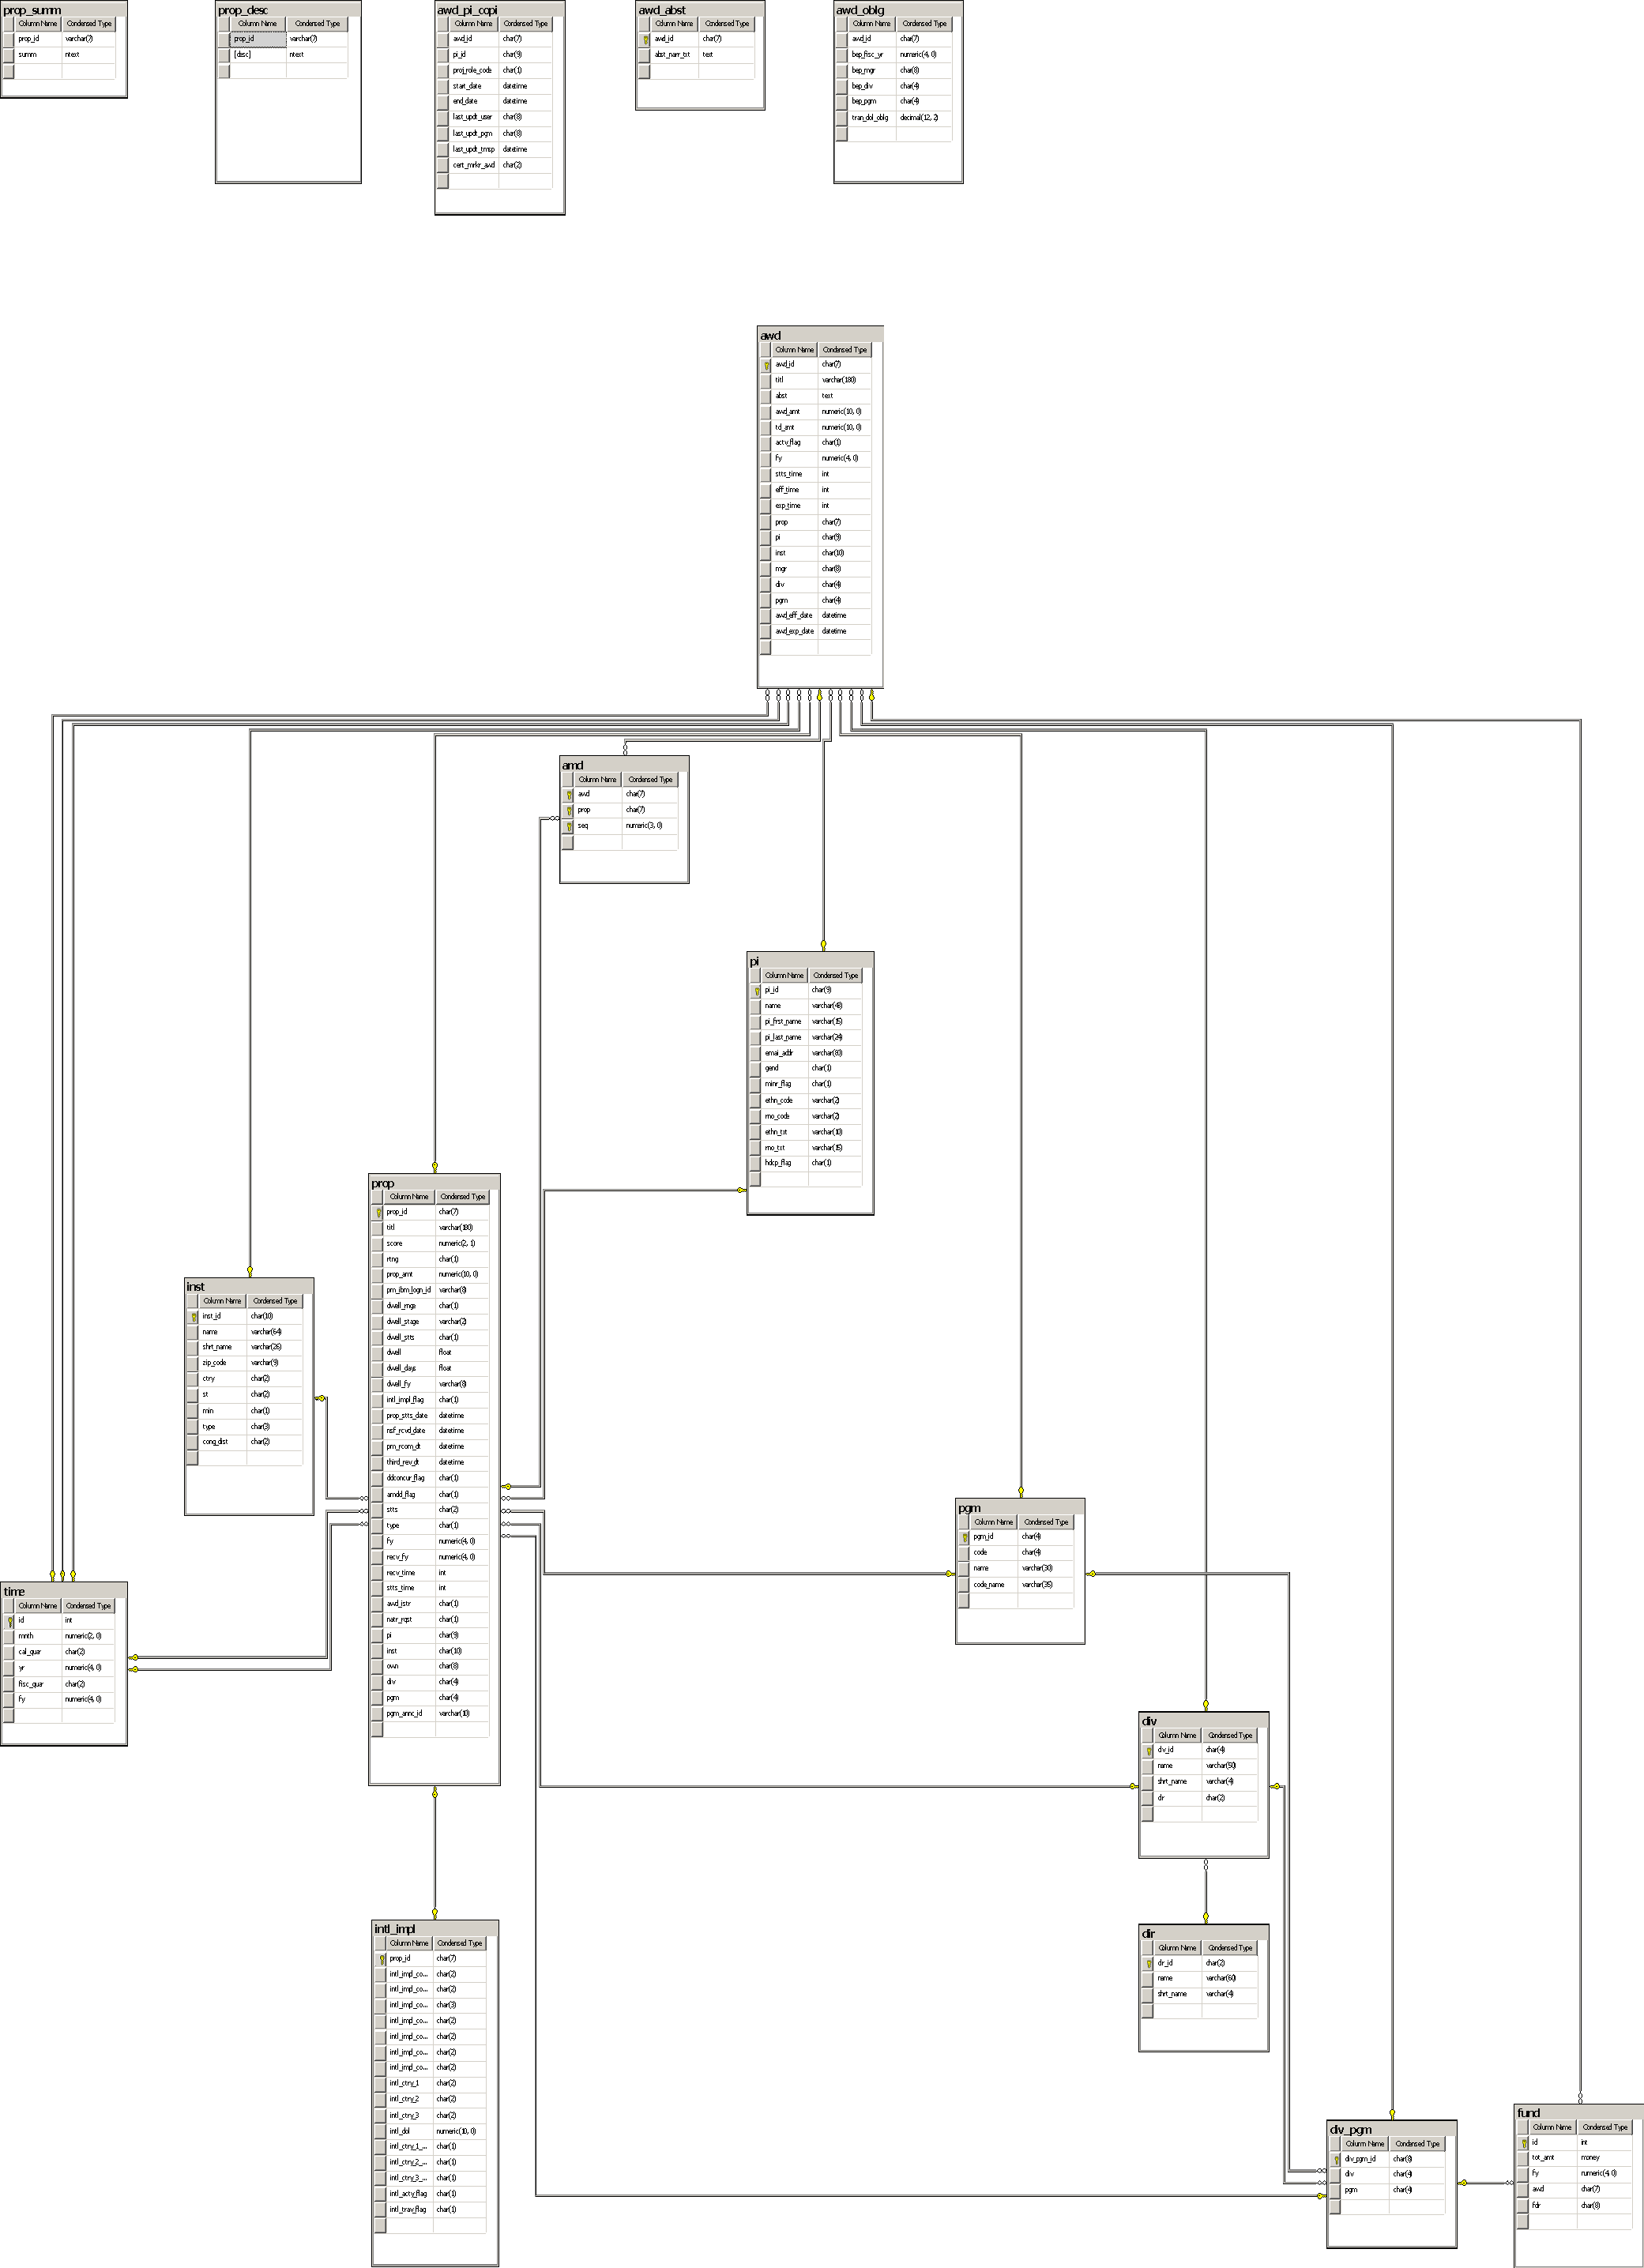 prop_summ
Column Name Condensed Type
prop_id varchar(7)
summ ntext
prop_desc
Column Name Condensed Type
prop_id varchar(7)
[desc] ntext
awd_pi_copi
Column Name Condensed Type
awd_id char(7)
pi_id char(9)
proj_role_code char(1)
start_date datetime
end_date datetime
last_updt_user char(8)
last_updt_pgm char(8)
last_updt_tmsp datetime
cert_mrkr_awd char(2)
awd_abst
Column Name Condensed Type
awd_id char(7)
abst_narr_txt text
awd_oblg
Column Name Condensed Type
awd_id char(7)
bep_fisc_yr numeric(4, 0)
bep_mgr char(8)
bep_div char(4)
bep_pgm char(4)
tran_dol_oblg decimal(12, 2)
awd
Column Name Condensed Type
awd_id char(7)
titl varchar(180)
abst text
awd_amt numeric(10, 0)
td_amt numeric(10, 0)
actv_flag char(1)
fy numeric(4, 0)
stts_time int
eff_time int
exp_time int
prop char(7)
pi char(9)
inst char(10)
mgr char(8)
div char(4)
pgm char(4)
awd_eff_date datetime
awd_exp_date datetime
amd
Column Name Condensed Type
awd char(7)
prop char(7)
seq numeric(3, 0)
pi
Column Name Condensed Type
pi_id char(9)
name varchar(48)
pi_frst_name varchar(15)
pi_last_name varchar(24)
emai_addr varchar(80)
gend char(1)
minr_flag char(1)
ethn_code varchar(2)
rno_code varchar(2)
ethn_txt varchar(10)
rno_txt varchar(15)
hdcp_flag char(1)
prop
Column Name Condensed Type
prop_id char(7)
titl varchar(180)
score numeric(2, 1)
rtng char(1)
prop_amt numeric(10, 0)
pm_ibm_logn_id varchar(8)
dwell_rnge char(1)
dwell_stage varchar(2)
dwell_stts char(1)
dwell float
dwell_days float
dwell_fy varchar(8)
intl_impl_flag char(1)
prop_stts_date datetime
nsf_rcvd_date datetime
pm_rcom_dt datetime
third_rev_dt datetime
ddconcur_flag char(1)
amdd_flag char(1)
stts char(2)
type char(1)
fy numeric(4, 0)
recv_fy numeric(4, 0)
recv_time int
stts_time int
awd_istr char(1)
natr_rqst char(1)
pi char(9)
inst char(10)
own char(8)
div char(4)
pgm char(4)
pgm_annc_id varchar(10)
inst
Column Name Condensed Type
inst_id char(10)
name varchar(64)
shrt_name varchar(26)
zip_code varchar(9)
ctry char(2)
st char(2)
min char(1)
type char(3)
cong_dist char(2)
pgm
Column Name Condensed Type
pgm_id char(4)
code char(4)
name varchar(30)
code_name varchar(35)
time
Column Name Condensed Type
id int
mnth numeric(2, 0)
cal_quar char(2)
yr numeric(4, 0)
fisc_quar char(2)
fy numeric(4, 0)
div
Column Name Condensed Type
div_id char(4)
name varchar(50)
shrt_name varchar(4)
dir char(2)
intl_impl
Column Name Condensed Type
prop_id char(7)
intl_impl_co... char(2)
intl_impl_co... char(2)
intl_impl_co... char(3)
intl_impl_co... char(2)
intl_impl_co... char(2)
intl_impl_co... char(2)
intl_impl_co... char(2)
intl_ctry_1 char(2)
intl_ctry_2 char(2)
intl_ctry_3 char(2)
intl_dol numeric(10, 0)
intl_ctry_1_... char(1)
intl_ctry_2_... char(1)
intl_ctry_3_... char(1)
intl_actv_flag char(1)
intl_trav_flag char(1)
dir
Column Name Condensed Type
dir_id char(2)
name varchar(60)
shrt_name varchar(4)
div_pgm
Column Name Condensed Type
div_pgm_id char(8)
div char(4)
pgm char(4)
fund
Column Name Condensed Type
id int
tot_amt money
fy numeric(4, 0)
awd char(7)
fdr char(8)